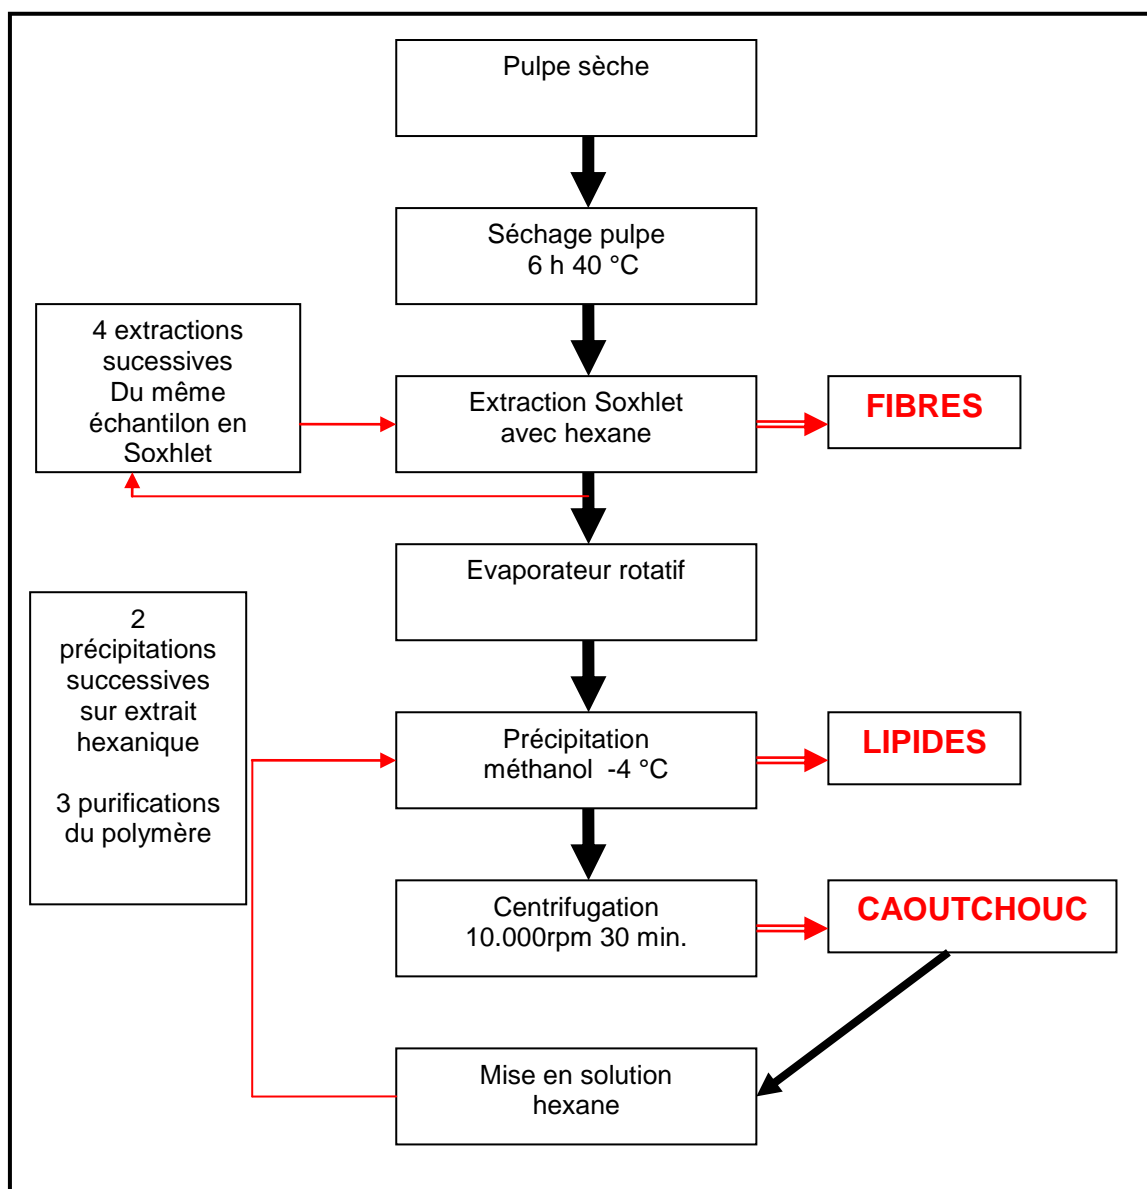 Pulpe sèche
Séchage pulpe
6 h 40 °C
4 extractions
sucessives
Du même
échantilon en
Soxhlet
Extraction Soxhlet
avec hexane
FIBRES
Evaporateur rotatif
2
précipitations
successives
sur extrait
hexanique
3 purifications
du polymère
Précipitation
méthanol -4 °C
LIPIDES
Centrifugation
10.000rpm 30 min.
CAOUTCHOUC
Mise en solution
hexane